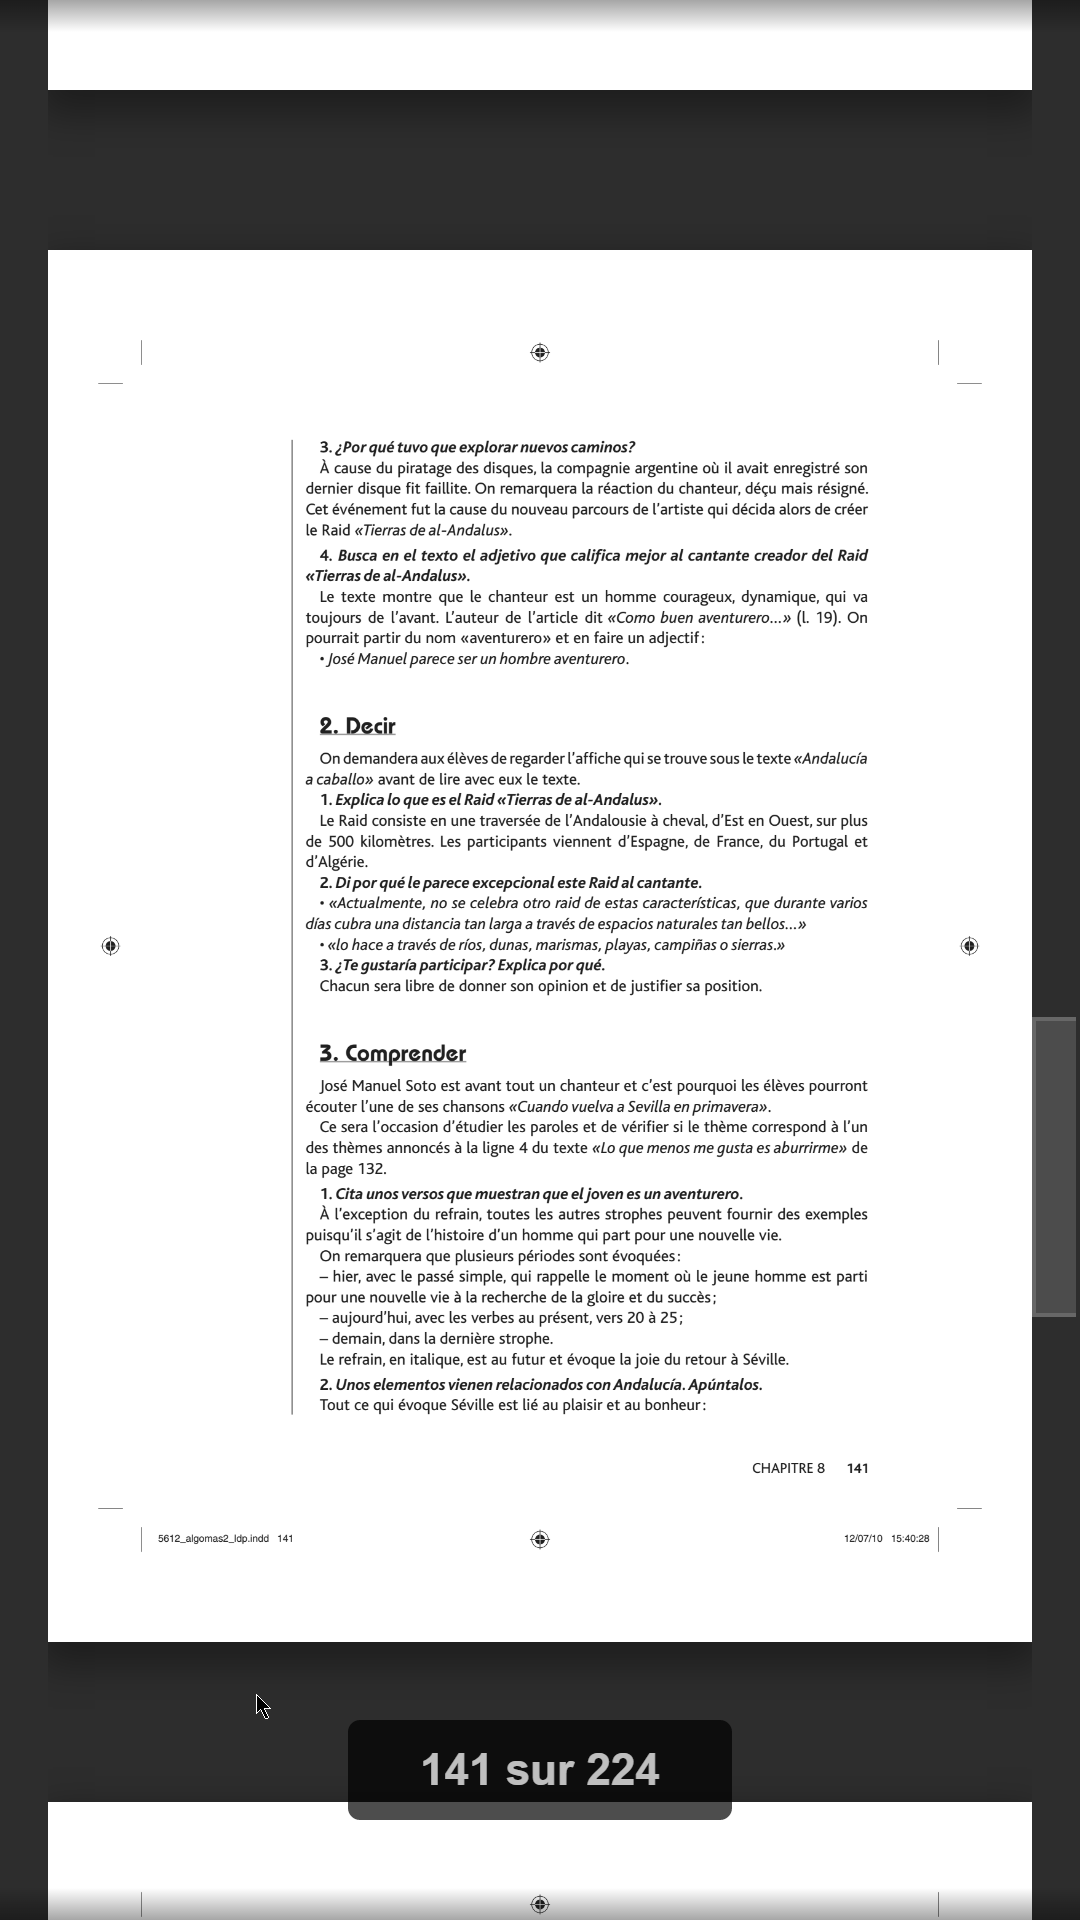 3. ¿Por qué tuvo que explorar nuevos caminos?
À cause du piratage des disques, la compagnie argentine où il avait enregistré son
dernier disque fit faillite. On remarquera la réaction du chanteur, déçu mais résigné.
Cet événement fut la cause du nouveau parcours de l’artiste qui décida alors de créer
le Raid «Tierras de al-Andalus».
4. Busca en el texto el adjetivo que califica mejor al cantante creador del Raid
«Tierras de al-Andalus».
Le texte montre que le chanteur est un homme courageux, dynamique, qui va
toujours de l’avant. L’auteur de l’article dit «Como buen aventurero...» (l. 19). On
pourrait partir du nom «aventurero» et en faire un adjectif :
• José Manuel parece ser un hombre aventurero.
2. Decir
On demandera aux élèves de regarder l’affiche qui se trouve sous le texte «Andalucía
a caballo» avant de lire avec eux le texte.
1. Explica lo que es el Raid «Tierras de al-Andalus».
Le Raid consiste en une traversée de l’Andalousie à cheval, d’Est en Ouest, sur plus
de 500 kilomètres. Les participants viennent d’Espagne, de France, du Portugal et
d’Algérie.
2. Di por qué le parece excepcional este Raid al cantante.
• «Actualmente, no se celebra otro raid de estas características, que durante varios
días cubra una distancia tan larga a través de espacios naturales tan bellos...»
• «lo hace a través de ríos, dunas, marismas, playas, campiñas o sierras.»
3. ¿Te gustaría participar? Explica por qué.
Chacun sera libre de donner son opinion et de justifier sa position.
3. Comprender
José Manuel Soto est avant tout un chanteur et c’est pourquoi les élèves pourront
écouter l’une de ses chansons «Cuando vuelva a Sevilla en primavera».
Ce sera l’occasion d’étudier les paroles et de vérifier si le thème correspond à l’un
des thèmes annoncés à la ligne 4 du texte «Lo que menos me gusta es aburrirme» de
la page 132.
1. Cita unos versos que muestran que el joven es un aventurero.
À l’exception du refrain, toutes les autres strophes peuvent fournir des exemples
puisqu’il s’agit de l’histoire d’un homme qui part pour une nouvelle vie.
On remarquera que plusieurs périodes sont évoquées :
– hier, avec le passé simple, qui rappelle le moment où le jeune homme est parti
pour une nouvelle vie à la recherche de la gloire et du succès ;
– aujourd’hui, avec les verbes au présent, vers 20 à 25 ;
– demain, dans la dernière strophe.
Le refrain, en italique, est au futur et évoque la joie du retour à Séville.
2. Unos elementos vienen relacionados con Andalucía. Apúntalos.
Tout ce qui évoque Séville est lié au plaisir et au bonheur :
CHAPITRE 8 141
5612_algomas2_ldp.indd 141 12/07/10 15:40:28
141 sur 224